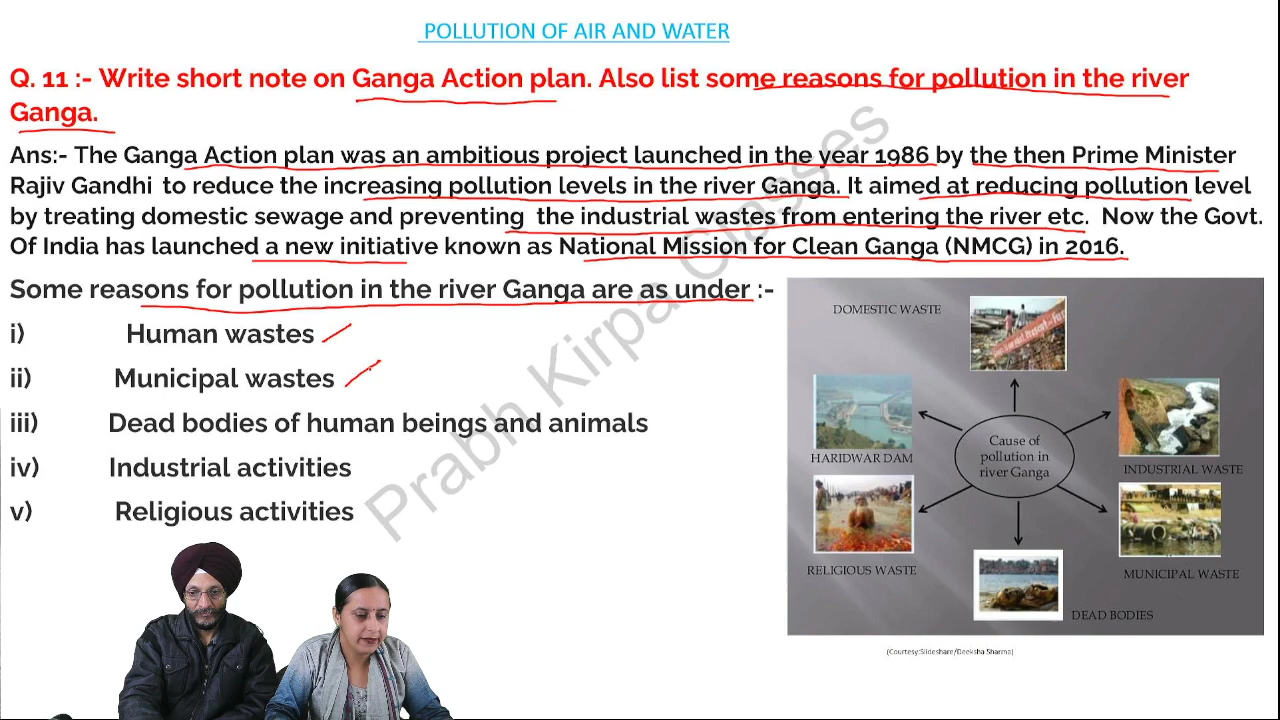 POLLUTION OF AIR AND WATER
Q. 11 :- Write short note on Ganga Action plan. Also list some reasons for pollution in the river
Ganga.
Ans:- The Ganga Action plan was an ambitious project launched in the year 1986 by the then Prime Minister
Rajiv Gandhi to reduce the increasing pollution levels in the river Ganga. It aimed at reducing pollution level
by treating domestic sewage and preventing the industrial wastes from entering the river etc. Now the Govt.
Of India has launched a new initiative known as National Mission for Clean Ganga (NMCG) in 2016.
Some reasons for pollution in the river Ganga are as under :-
i) Human wastes
ii) Municipal wastes
iii) Dead bodies of human beings and animals
iv) Industrial activities
v) Religious activities
Prabh Kirpa Classes
DOMESTIC WASTE
HARIDWAR DAM
Cause of
pollution in
river Ganga
INDUSTRIAL WASTE
RELIGIOUS WASTE
MUNICIPAL WASTE
DEAD BODIES
(Courtesy:Slideshare/Deeksha Sharma)